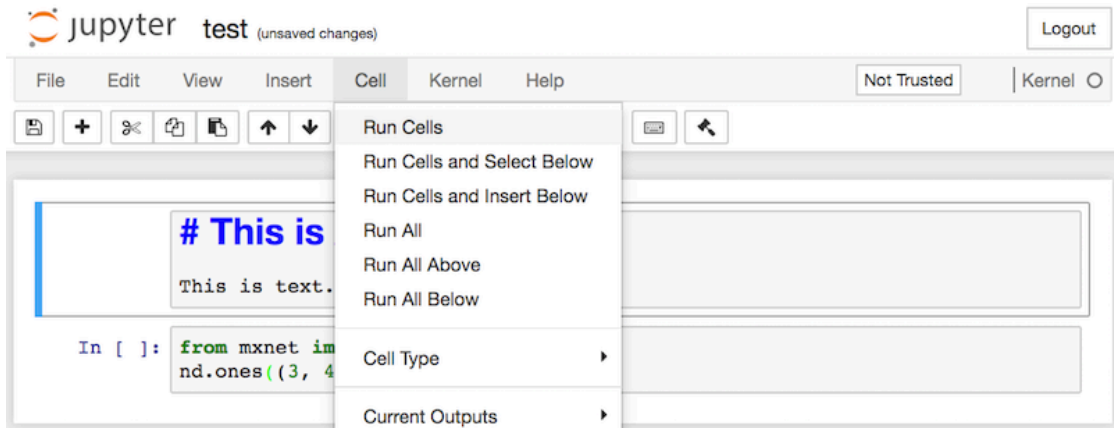 jupyter test (unsaved changes) Logout
File Edit View Insert Cell Kernel Help Not Trusted Kernel
Run Cells
Run Cells and Select Below
Run Cells and Insert Below
# This is
Run All
Run All Above
This is text.
Run All Below
In [ ]: from mxnet im
Cell Type
nd.ones((3, 4
Current Outputs